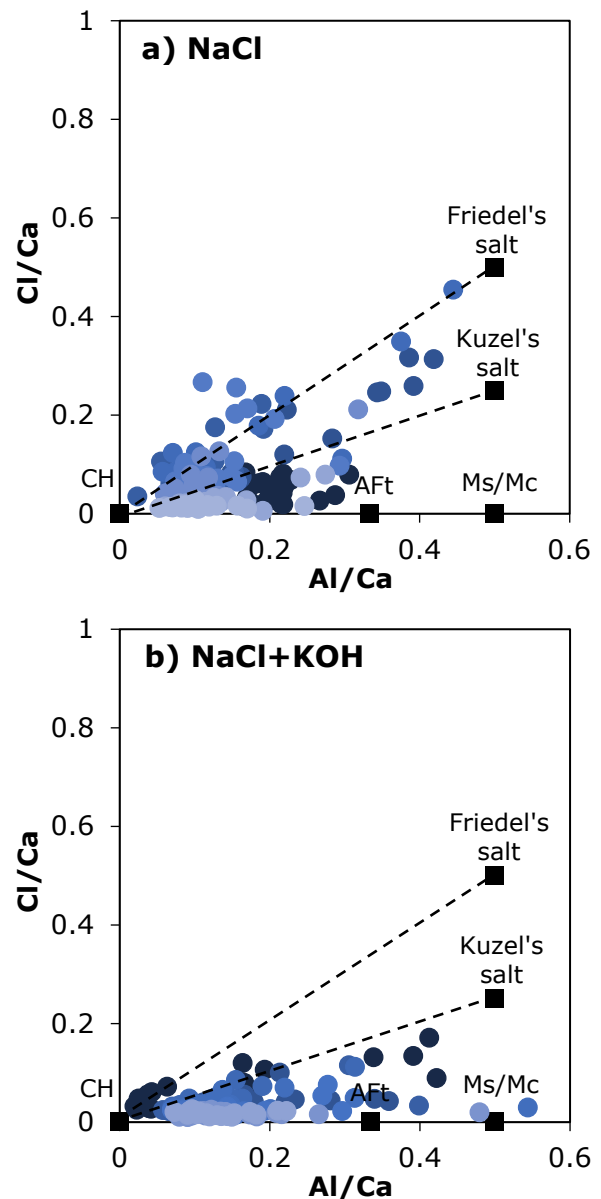 1
a) NaCl
0.8
Friedel's
salt
0.6
Cl/Ca
0.4
Kuzel's
salt
0.2
CH
AFt
Ms/Mc
0
0
0.2
0.4
0.6
Al/Ca
1
b) NaCl+KOH
0.8
Friedel's
salt
0.6
Cl/Ca
0.4
Kuzel's
salt
0.2
CH
AFt
Ms/Mc
0
0
0.2
0.4
0.6
Al/Ca